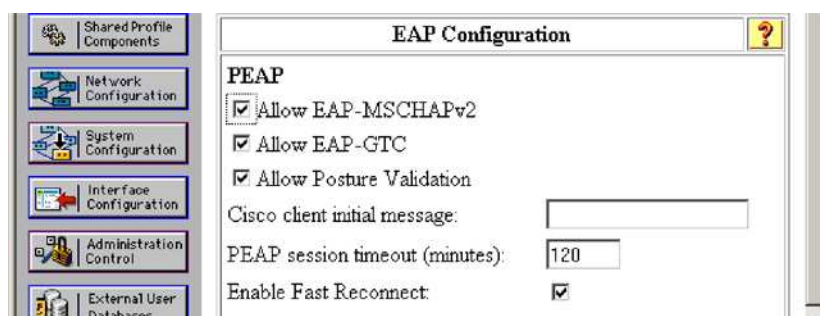 Shared Profile
Components
Network
Configuration
System
Configuration
Interface
Configuration
Administration
Control
External User
Databases
EAP Configuration
?
PEAP
Allow EAP-MSCHAPv2
Allow EAP-GTC
Allow Posture Validation
Cisco client initial message:
PEAP session timeout (minutes): 120
Enable Fast Reconnect: